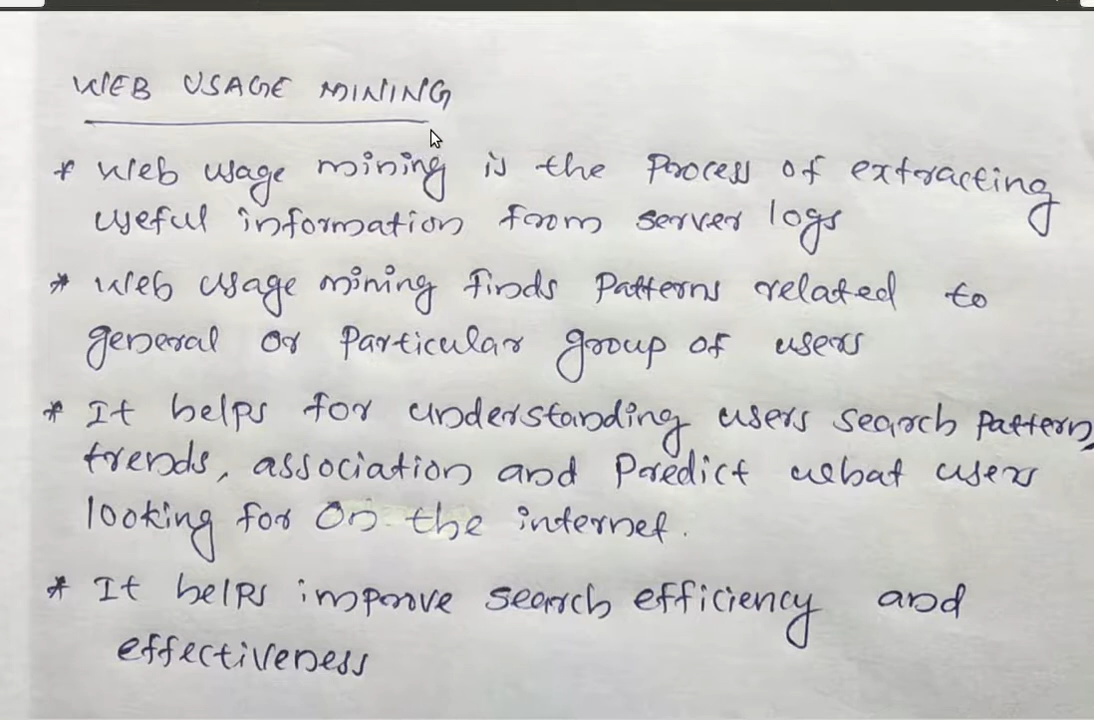 WEB USAGE MINING
* Web usage mining is the Process of extracting
useful information from server logs
* Web usage mining finds Patterns related to
general or Particular group of users
* It helps for understanding users search Pattern,
trends, association and Predict what users
looking for On the internet.
* It helps improve search efficiency and
effectiveness